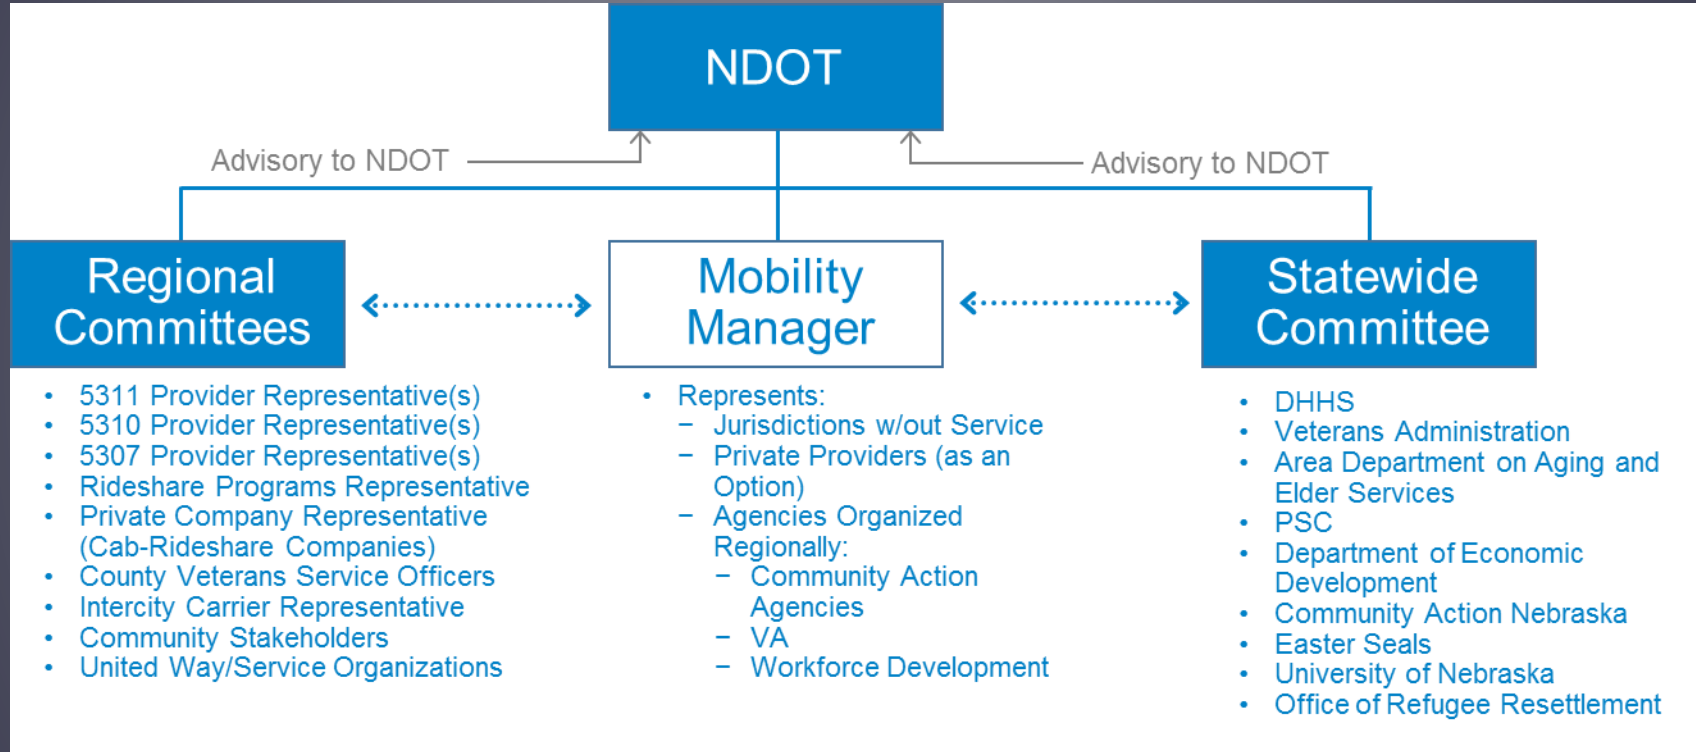 NDOT
Advisory to NDOT
Advisory to NDOT
Regional
Committees
• 5311 Provider Representative(s)
• 5310 Provider Representative(s)
• 5307 Provider Representative(s)
• Rideshare Programs Representative
• Private Company Representative
(Cab-Rideshare Companies)
• County Veterans Service Officers
• Intercity Carrier Representative
• Community Stakeholders
• United Way/Service Organizations
Mobility
Manager
• Represents:
− Jurisdictions w/out Service
− Private Providers (as an
Option)
− Agencies Organized
Regionally:
− Community Action
Agencies
− VA
− Workforce Development
Statewide
Committee
• DHHS
• Veterans Administration
• Area Department on Aging and
Elder Services
• PSC
• Department of Economic
Development
• Community Action Nebraska
• Easter Seals
• University of Nebraska
• Office of Refugee Resettlement